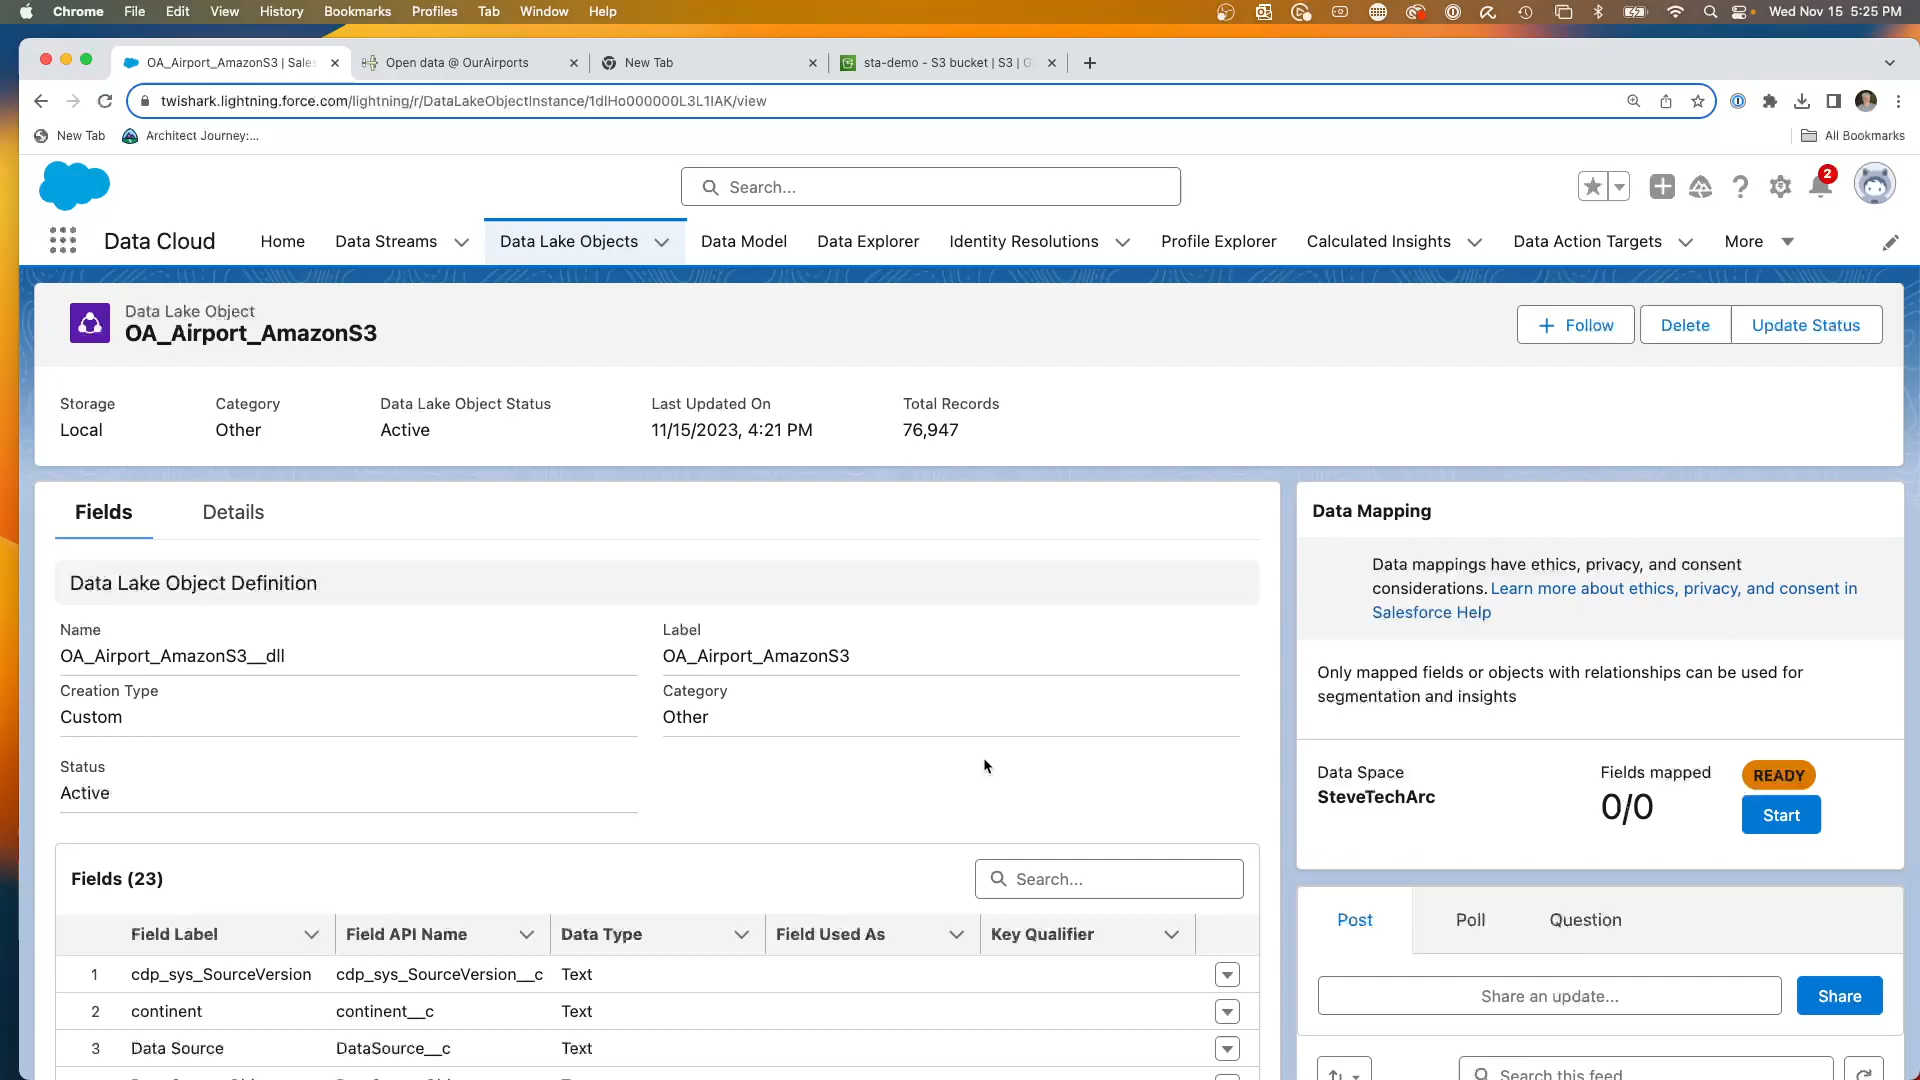 Chrome File Edit View History Bookmarks Profiles Tab Window Help Wed Nov 15 5:25 PM
OA_Airport_AmazonS3 | Sales Open data @ OurAirports New Tab sta-demo - S3 bucket | S3 | G
twishark.lightning.force.com/lightning/r/DataLakeObjectInstance/1dlHo000000L3L1IAK/view
New Tab Architect Journey:... All Bookmarks
Search... 2
Data Cloud Home Data Streams Data Lake Objects Data Model Data Explorer Identity Resolutions Profile Explorer Calculated Insights Data Action Targets More
Data Lake Object
OA_Airport_AmazonS3
Follow Delete Update Status
Storage Category Data Lake Object Status Last Updated On Total Records
Local Other Active 11/15/2023, 4:21 PM 76,947
Fields Details
Data Lake Object Definition
Name Label
OA_Airport_AmazonS3__dll OA_Airport_AmazonS3
Creation Type Category
Custom Other
Status
Active
Fields (23) Search...
Field Label Field API Name Data Type Field Used As Key Qualifier
1 cdp_sys_SourceVersion cdp_sys_SourceVersion__c Text
2 continent continent__c Text
3 Data Source DataSource__c Text
Data Mapping
Data mappings have ethics, privacy, and consent
considerations. Learn more about ethics, privacy, and consent in
Salesforce Help
Only mapped fields or objects with relationships can be used for
segmentation and insights
Data Space Fields mapped READY
SteveTechArc 0/0 Start
Post Poll Question
Share an update... Share
Search this feed